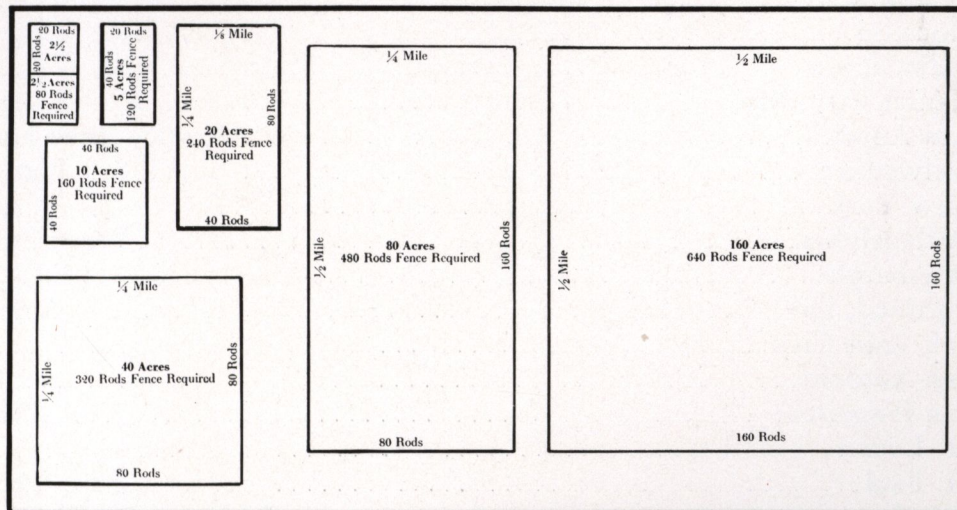 20 Rods
20 Rods
2½
Acres
2½ Acres
80 Rods
Fence
Required
20 Rods
40 Rods
5 Acres
120 Rods Fence
Required
⅛ Mile
¼ Mile
80 Rods
20 Acres
240 Rods Fence
Required
40 Rods
40 Rods
10 Acres
160 Rods Fence
Required
40 Rods
¼ Mile
¼ Mile
40 Acres
320 Rods Fence Required
80 Rods
80 Rods
¼ Mile
½ Mile
80 Acres
480 Rods Fence Required
160 Rods
80 Rods
½ Mile
½ Mile
160 Acres
640 Rods Fence Required
160 Rods
160 Rods